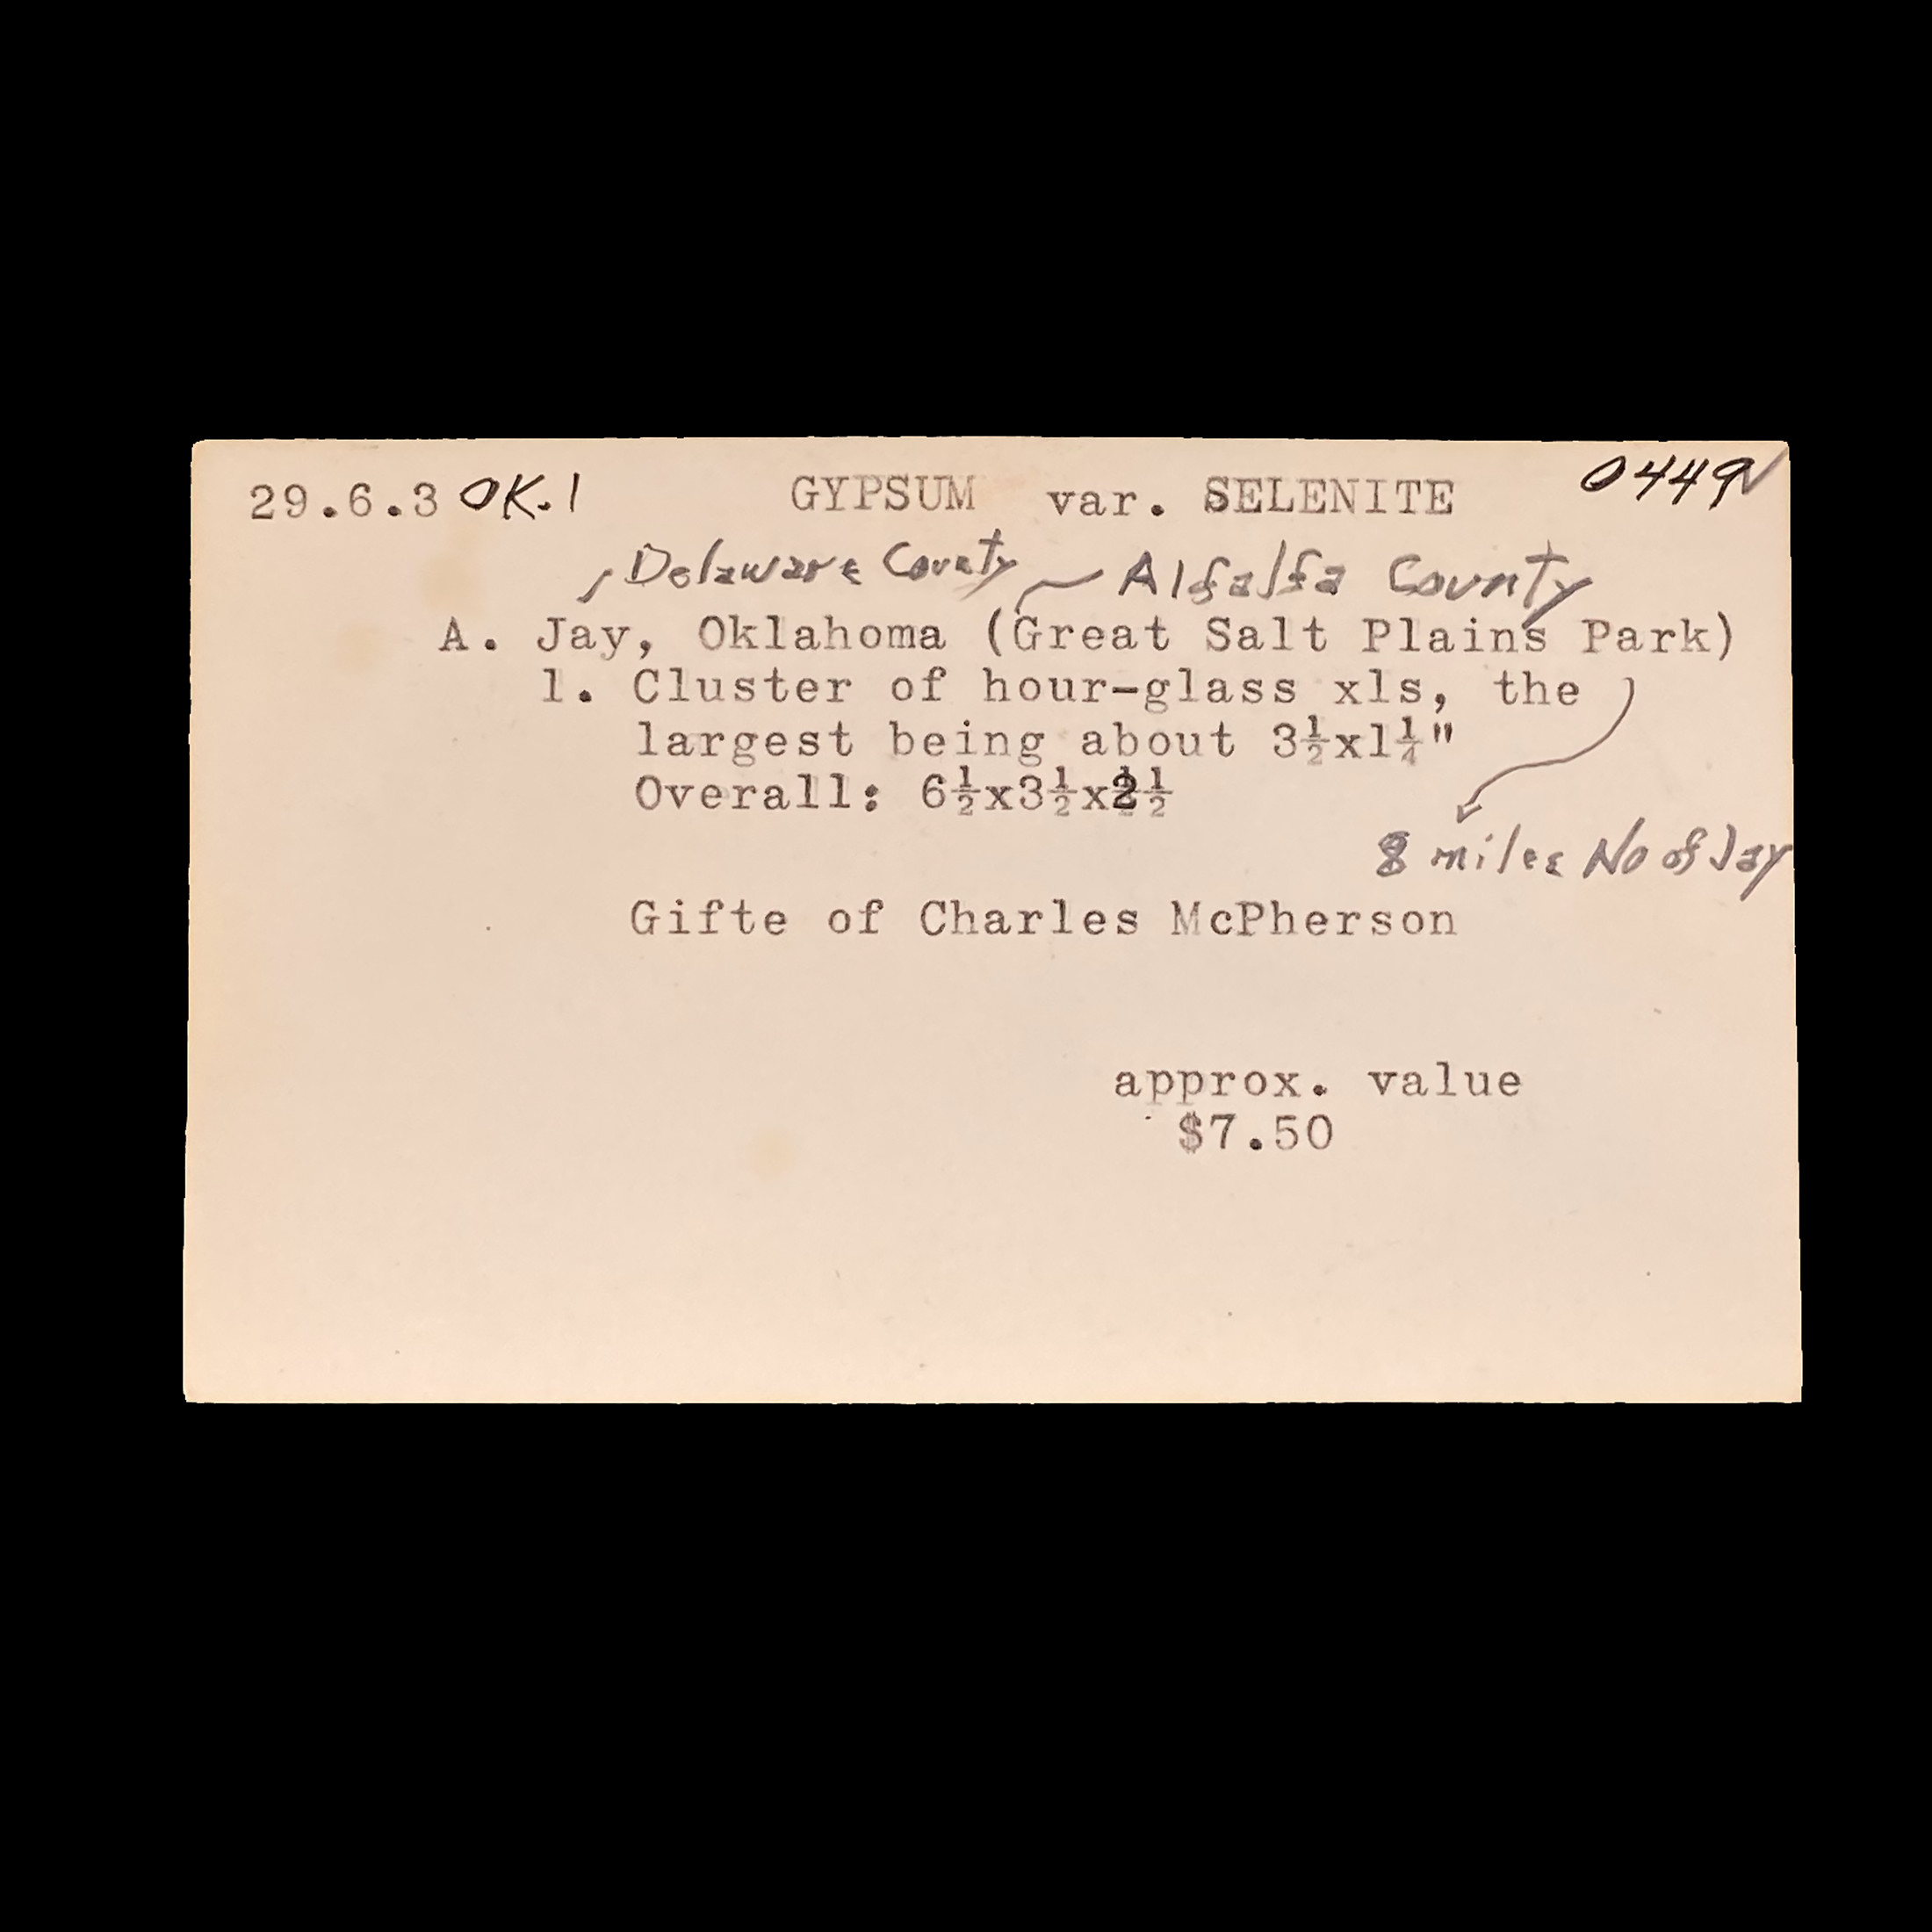 29.6.3 OK.1 GYPSUM var. SELENITE 0449✓
, Delaware County Alfalfa County
A. Jay, Oklahoma (Great Salt Plains Park)
1. Cluster of hour-glass xls, the
largest being about 3½x1¼"
Overall: 6½x3½x2½
8 miles No of Jay
Gifte of Charles McPherson
approx. value
$7.50